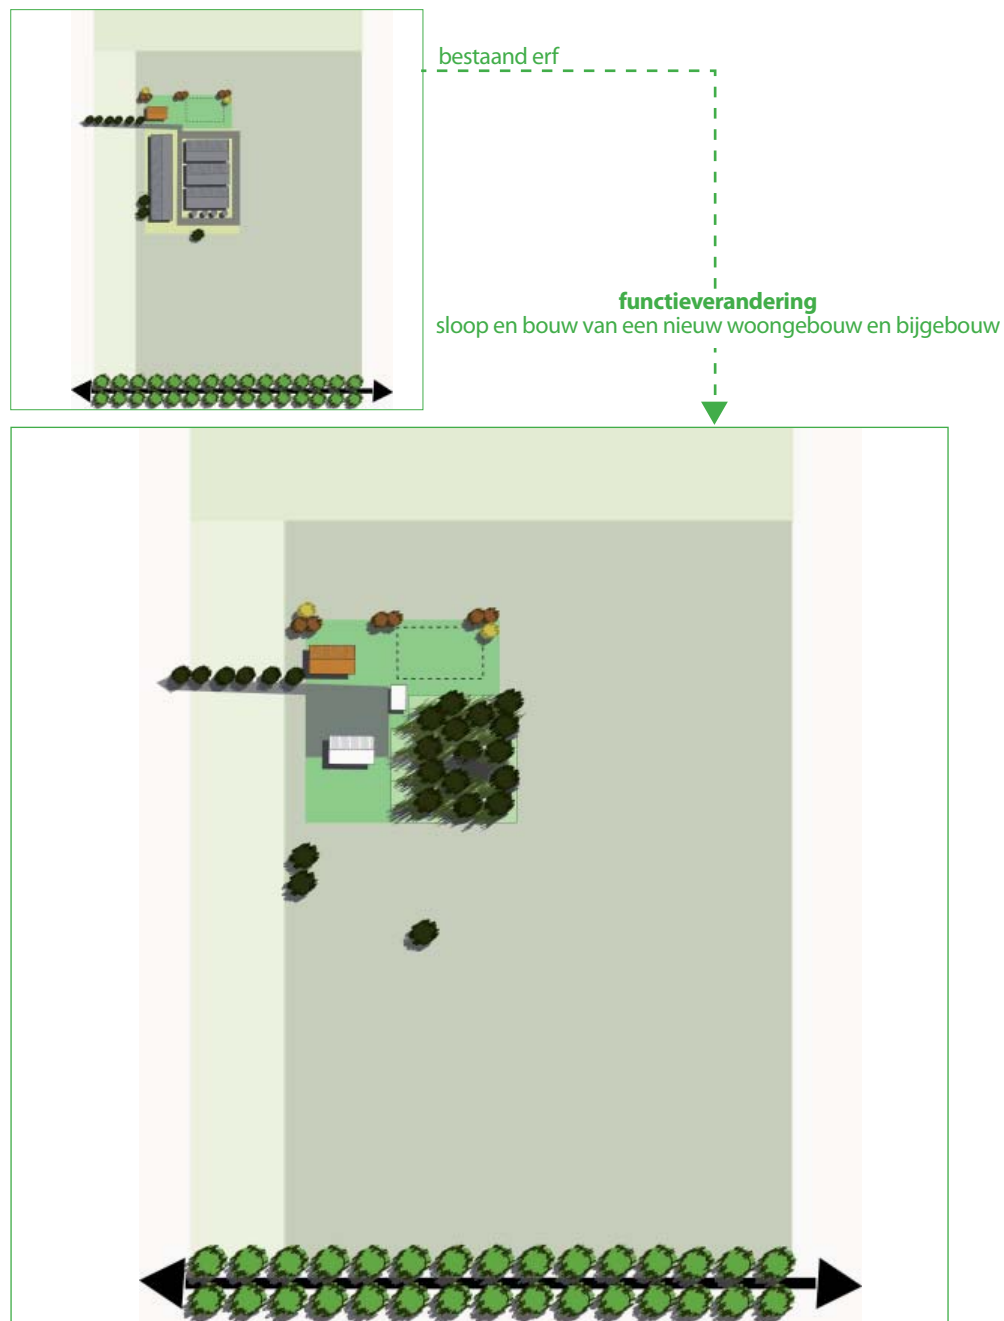 bestaand erf
functieverandering
sloop en bouw van een nieuw woongebouw en bijgebouw